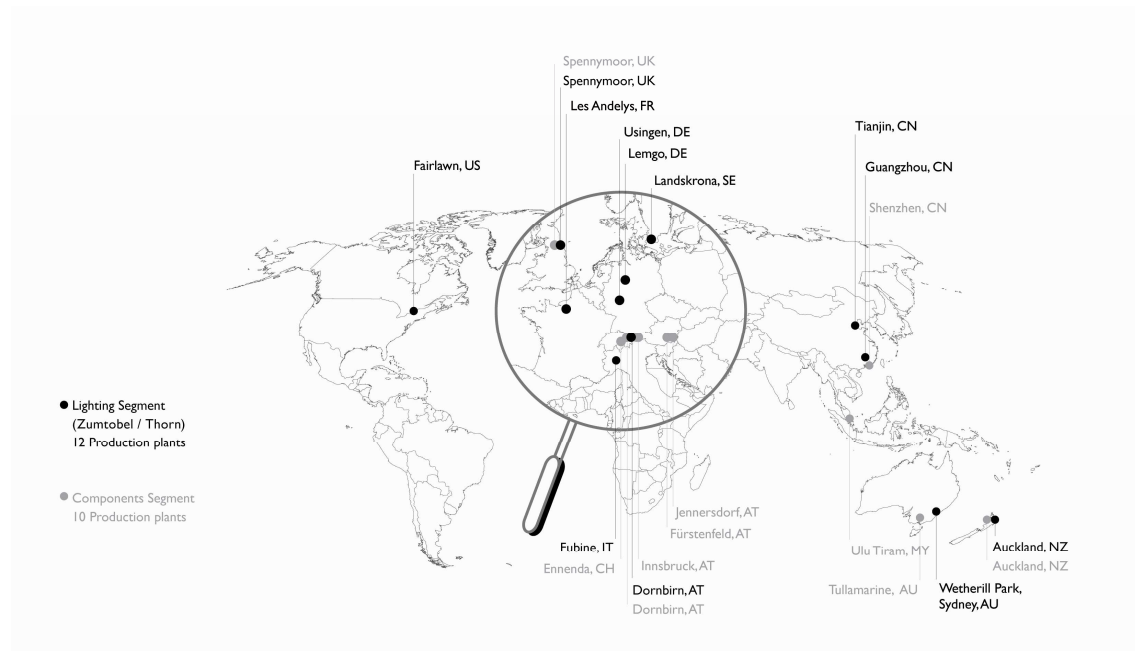 Spennymoor, UK
Spennymoor, UK
Les Andelys, FR
Usingen, DE
Lemgo, DE
Landskrona, SE
Fairlawn, US
Tianjin, CN
Guangzhou, CN
Shenzhen, CN
Lighting Segment
(Zumtobel / Thorn)
12 Production plants
Components Segment
10 Production plants
Jennersdorf, AT
Fürstenfeld, AT
Fubine, IT
Ennenda, CH
Innsbruck, AT
Dornbirn, AT
Dornbirn, AT
Ulu Tiram, MY
Tullamarine, AU
Auckland, NZ
Auckland, NZ
Wetherill Park,
Sydney, AU